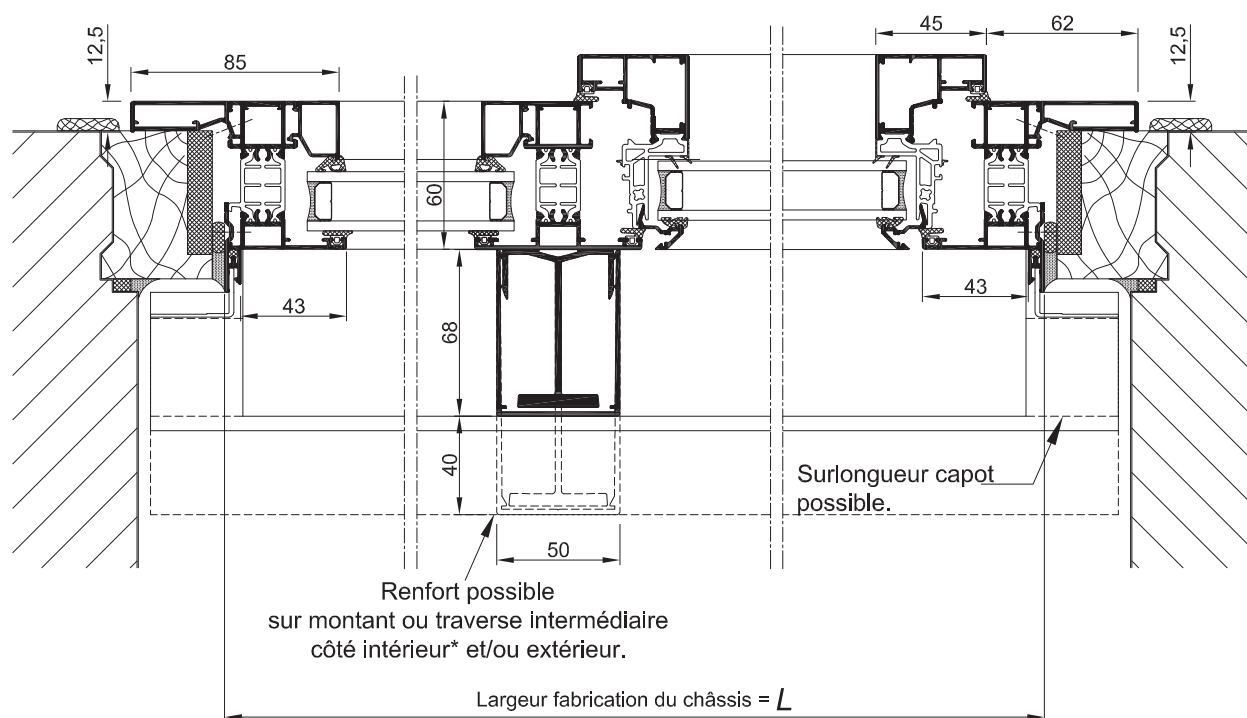 45
62
12,5
12,5
85
60
43
43
68
40
Surlongueur capot
possible.
50
Renfort possible
sur montant ou traverse intermédiaire
côté intérieur* et/ou extérieur.
Largeur fabrication du châssis = L